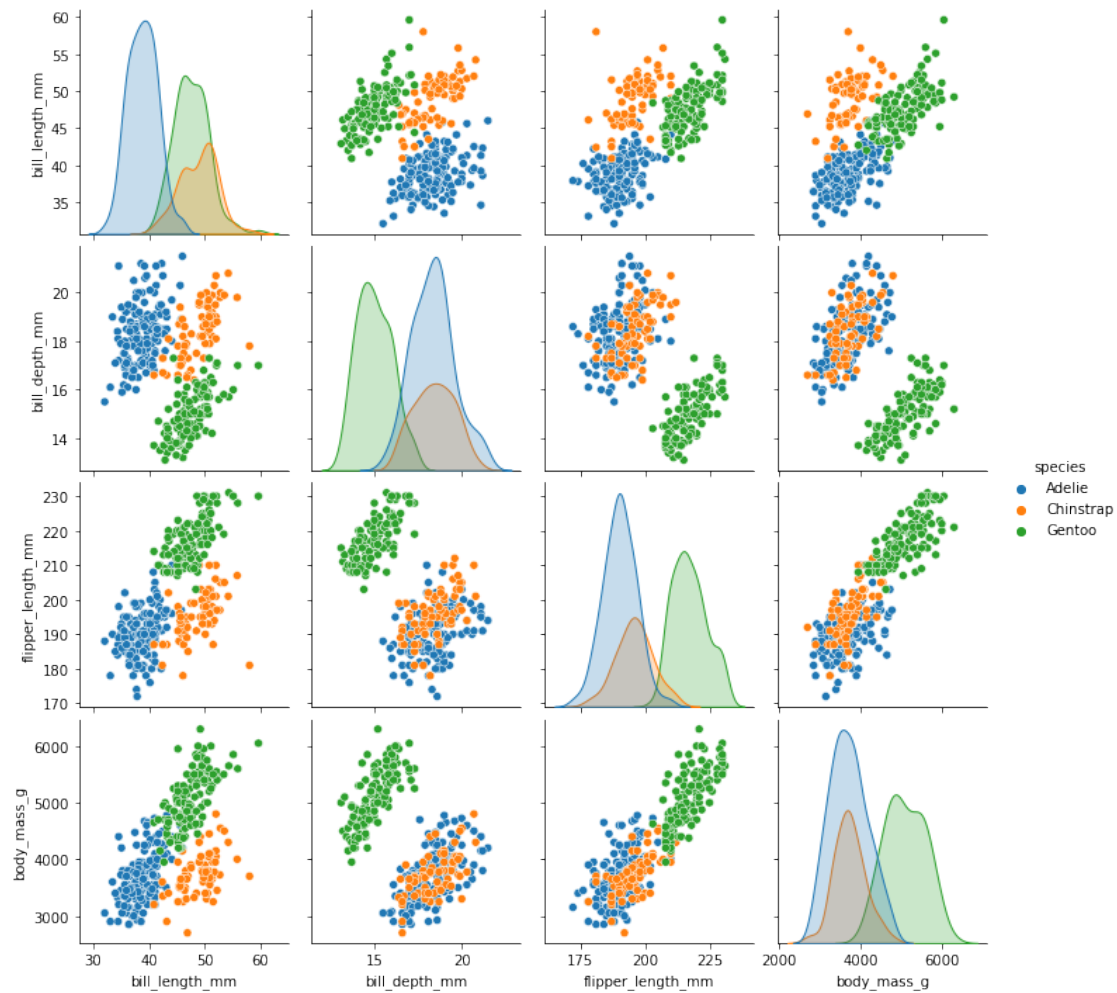 60
55
50
45
40
35
bill_length_mm
20
18
16
14
bill_depth_mm
species
Adelie
Chinstrap
Gentoo
230
220
210
200
190
180
170
flipper_length_mm
6000
5000
4000
3000
body_mass_g
30 40 50 60
15 20
175 200 225
2000 4000 6000
bill_length_mm bill_depth_mm flipper_length_mm body_mass_g